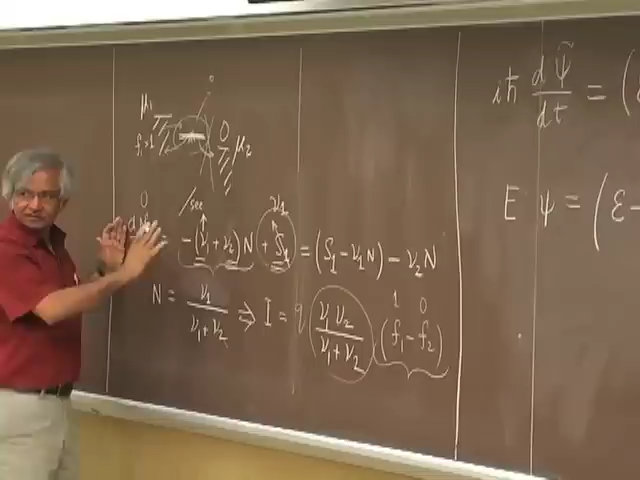 μ₁
f=1
0
0
μ₂
/sec
ν₁
0
dN = -(ν₁ + ν₂) N + S₁ = (S₁ - ν₁N) - ν₂N
N = ν₁ / (ν₁ + ν₂) ⇒ I = q (ν₁ν₂ / (ν₁ + ν₂)) (f₁ - f₂)
1 0
iħ dψ̃/dt = (
E ψ = (ε-